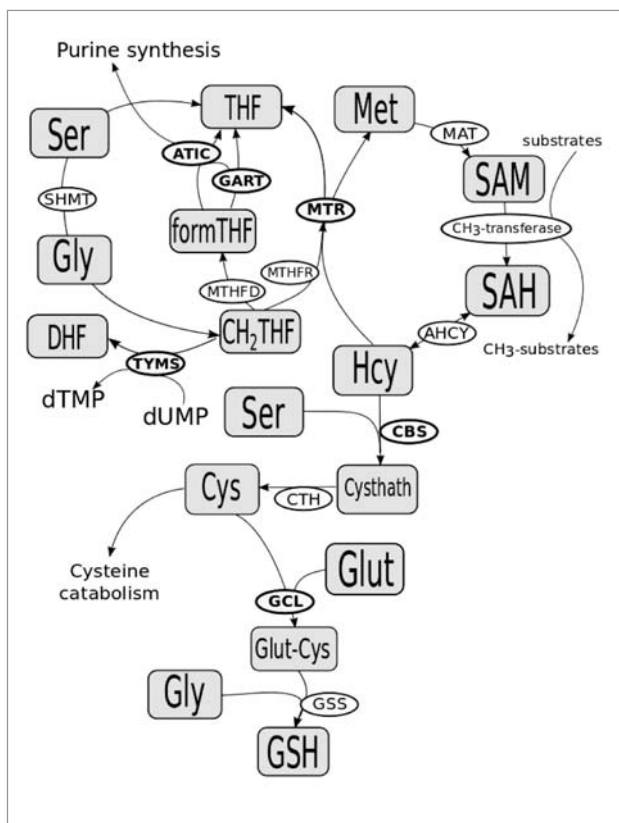 Purine synthesis
THF
Met
Ser
MAT
substrates
ATIC
GART
SAM
SHMT
MTR
formTHF
CH3-transferase
Gly
MTHFR
MTHFD
SAH
DHF
CH2THF
AHCY
TYMS
Hcy
CH3-substrates
dTMP
dUMP
Ser
CBS
Cys
Cysthath
CTH
Cysteine
catabolism
Glut
GCL
Glut-Cys
Gly
GSS
GSH